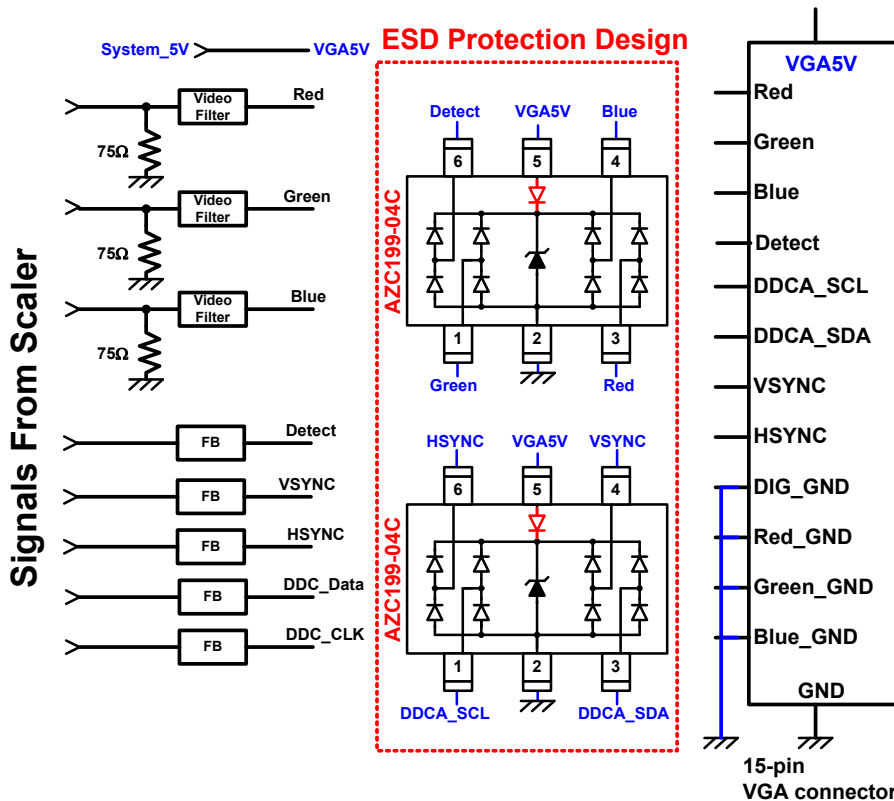 System_5V
VGA5V
Signals From Scaler
Video
Filter
Red
75Ω
Video
Filter
Green
75Ω
Video
Filter
Blue
75Ω
FB
Detect
FB
VSYNC
FB
HSYNC
FB
DDC_Data
FB
DDC_CLK
ESD Protection Design
Detect
VGA5V
Blue
6
5
4
AZC199-04C
1
2
3
Green
Red
HSYNC
VGA5V
VSYNC
6
5
4
AZC199-04C
1
2
3
DDCA_SCL
DDCA_SDA
VGA5V
Red
Green
Blue
Detect
DDCA_SCL
DDCA_SDA
VSYNC
HSYNC
DIG_GND
Red_GND
Green_GND
Blue_GND
GND
15-pin
VGA connector